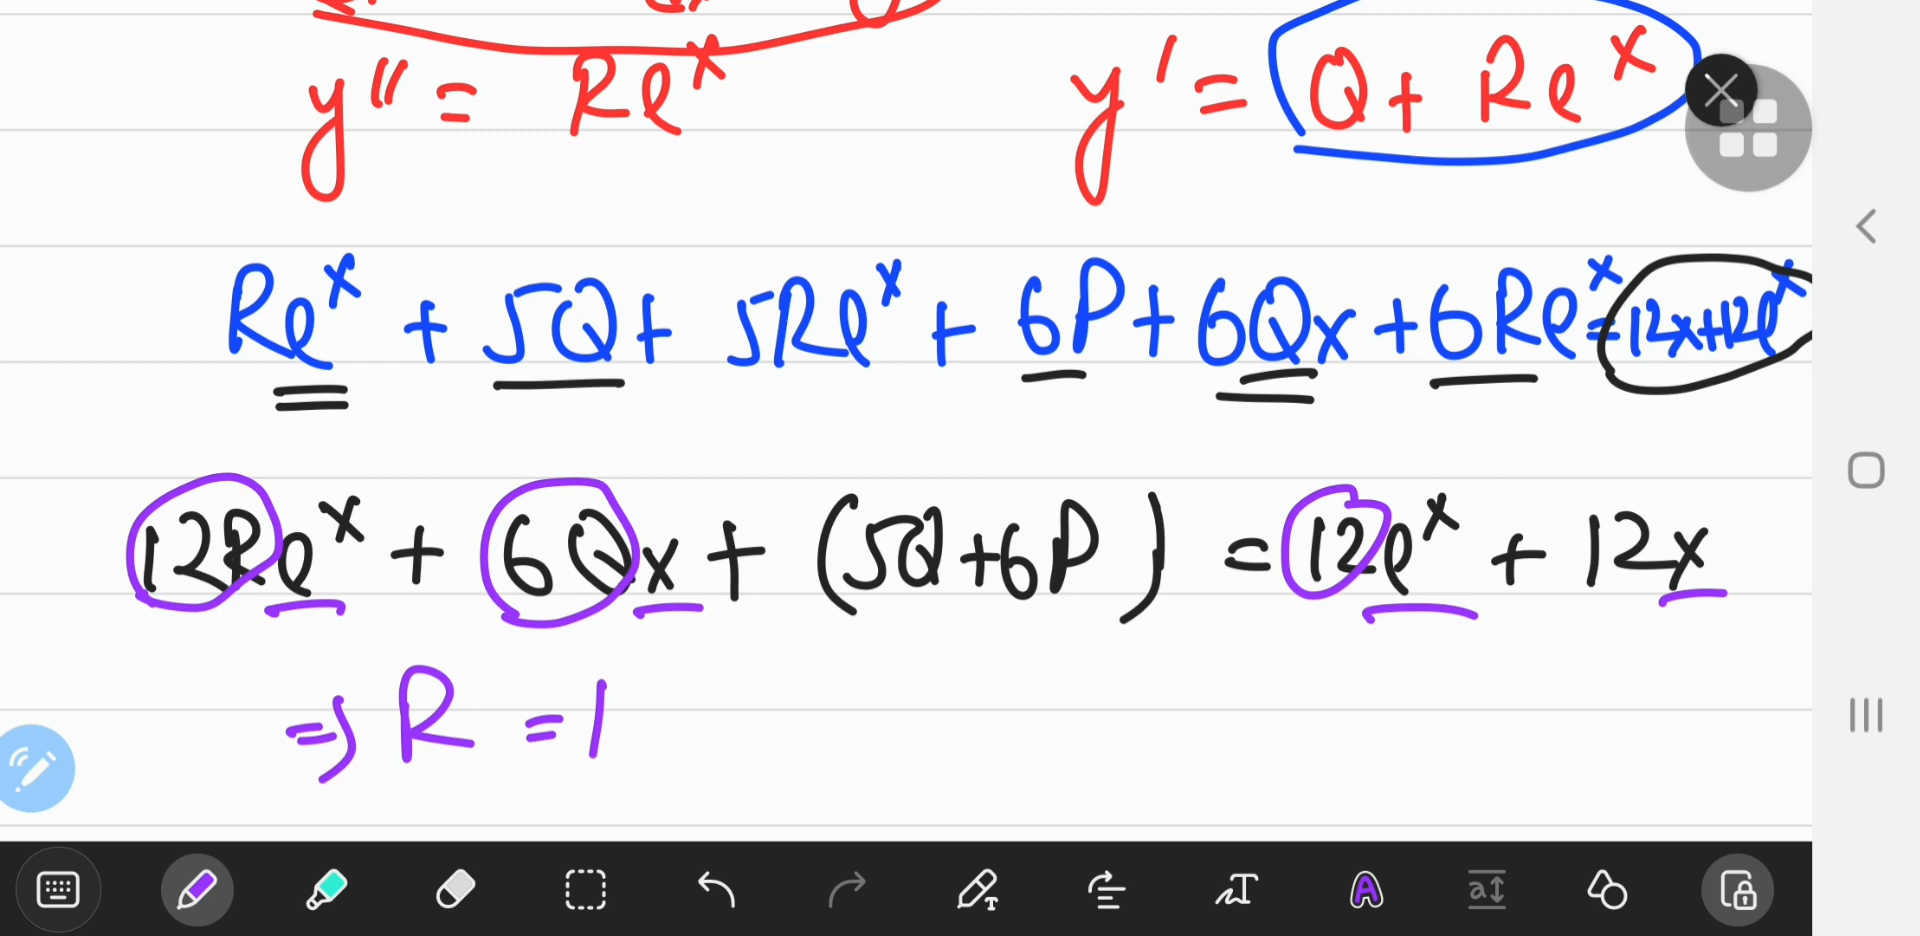 y'' = Re^x y' = Q + Re^x
Re^x + 5Q + 5Re^x + 6P + 6Qx + 6Re^x = 12x+12e^x
12Re^x + 6Qx + (5Q+6P) = 12e^x + 12x
⇒ R = 1